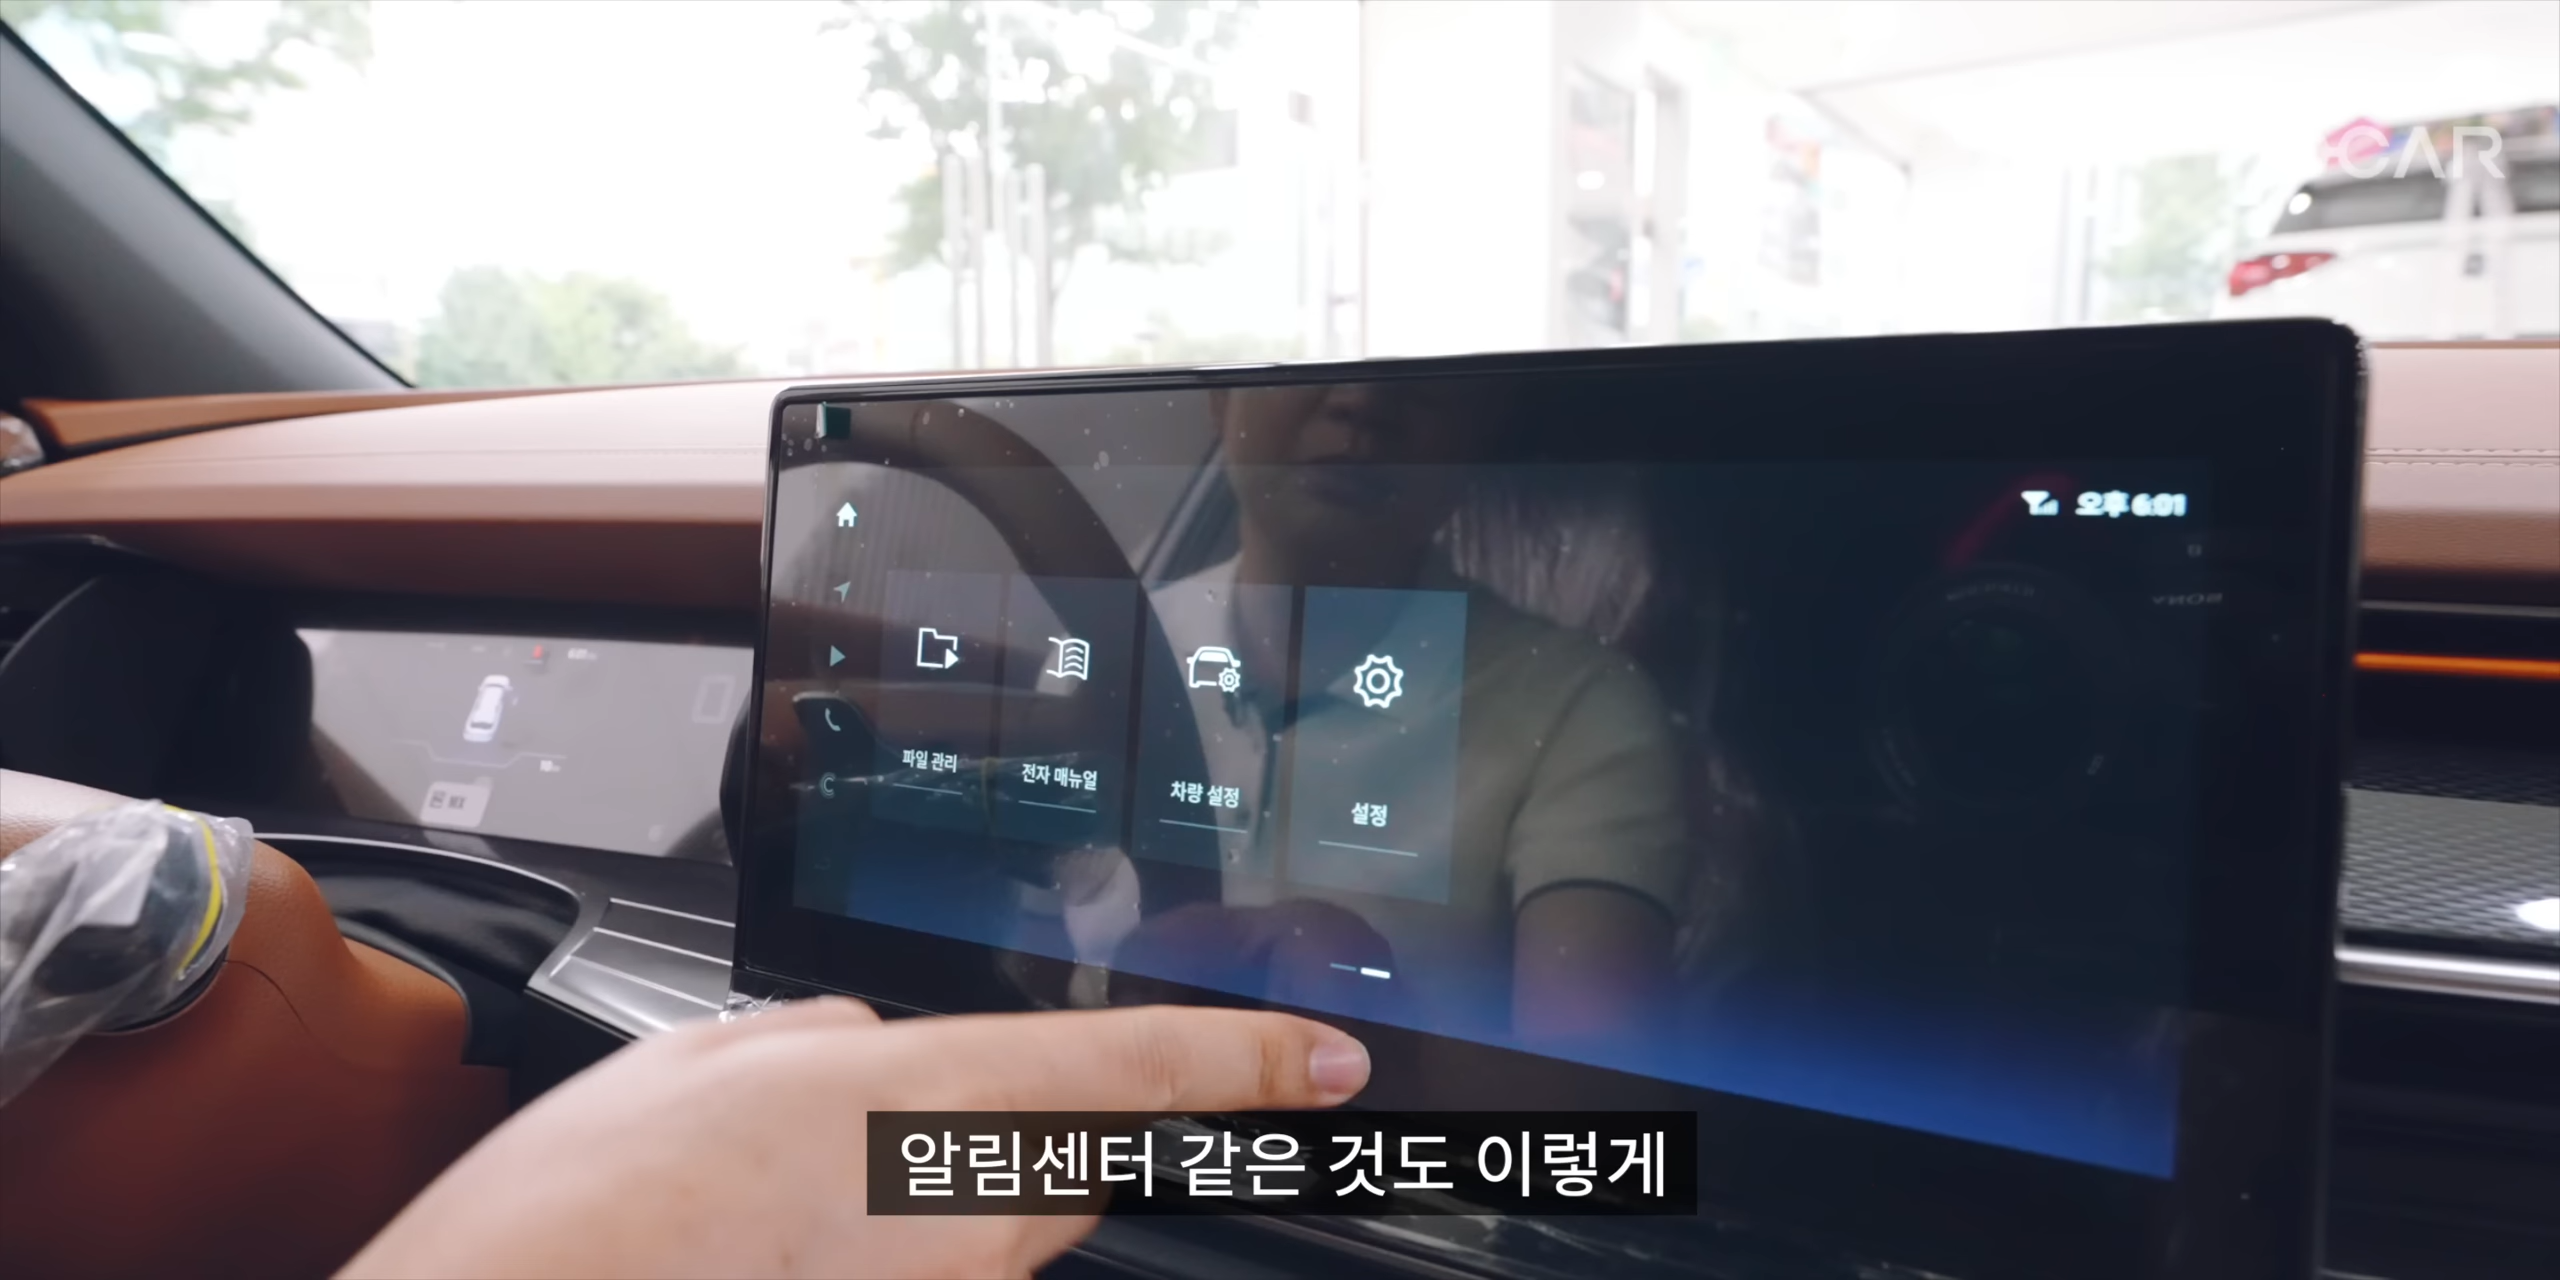 CAR
오후 6:01
SONY
파일 관리
전자 매뉴얼
차량 설정
설정
알림센터 같은 것도 이렇게